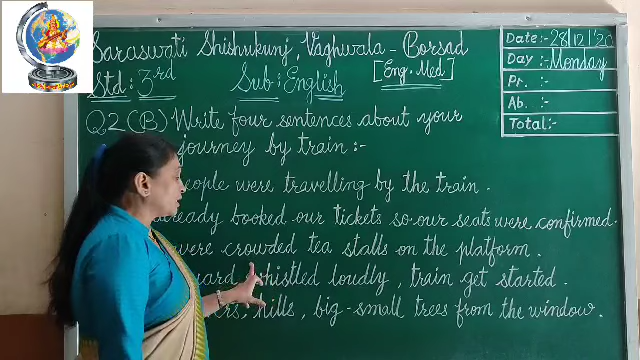 Saraswati Shishukunj, Vaghwala - Borsad
Date:- 28/12/'20
Day:- Monday
Pr. :-
Ab. :-
Total:-
[Eng. Med]
Std: 3rd Sub: English
Q2 (B) Write four sentences about your
journey by train :-
were travelling by the train.
already booked our tickets so our seats were confirmed.
were crowded tea stalls on the platform.
whistled loudly, train get started.
hills, big-small trees from the window.